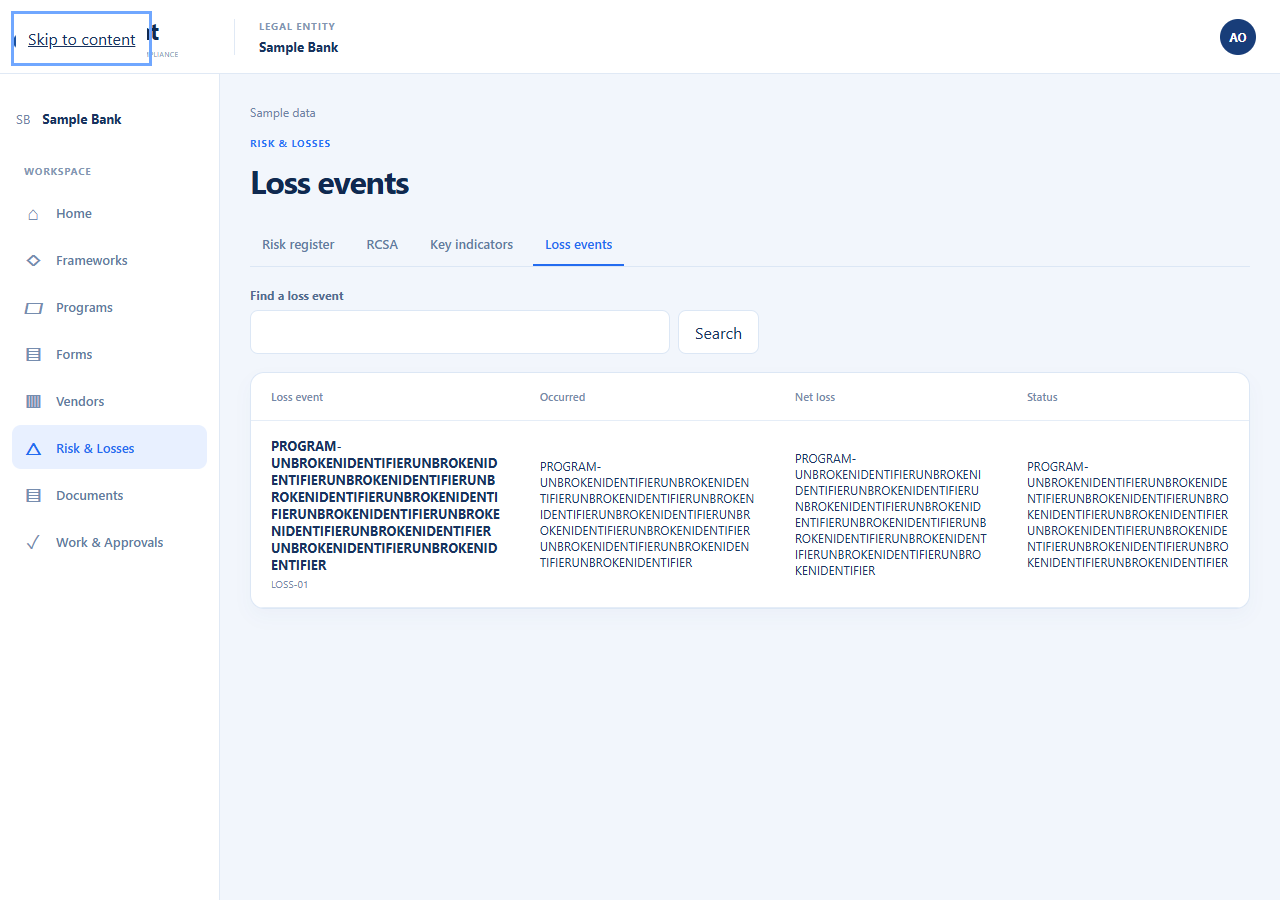 Skip to content
LEGAL ENTITY
Sample Bank
AO
SB Sample Bank
WORKSPACE
Home
Frameworks
Programs
Forms
Vendors
Risk & Losses
Documents
Work & Approvals
Sample data
RISK & LOSSES
Loss events
Risk register RCSA Key indicators Loss events
Find a loss event
Search
Loss event Occurred Net loss Status
PROGRAM-
UNBROKENIDENTIFIERUNBROKENID
ENTIFIERUNBROKENIDENTIFIERUNB
ROKENIDENTIFIERUNBROKENIDENTI
FIERUNBROKENIDENTIFIERUNBROKE
NIDENTIFIERUNBROKENIDENTIFIER
UNBROKENIDENTIFIERUNBROKENID
ENTIFIER
LOSS-01
PROGRAM-
UNBROKENIDENTIFIERUNBROKENIDEN
TIFIERUNBROKENIDENTIFIERUNBROKEN
IDENTIFIERUNBROKENIDENTIFIERUNBR
OKENIDENTIFIERUNBROKENIDENTIFIER
UNBROKENIDENTIFIERUNBROKENIDEN
TIFIERUNBROKENIDENTIFIER
PROGRAM-
UNBROKENIDENTIFIERUNBROKENI
DENTIFIERUNBROKENIDENTIFIERU
NBROKENIDENTIFIERUNBROKENID
ENTIFIERUNBROKENIDENTIFIERUNB
ROKENIDENTIFIERUNBROKENIDENT
IFIERUNBROKENIDENTIFIERUNBRO
KENIDENTIFIER
PROGRAM-
UNBROKENIDENTIFIERUNBROKENIDE
NTIFIERUNBROKENIDENTIFIERUNBRO
KENIDENTIFIERUNBROKENIDENTIFIER
UNBROKENIDENTIFIERUNBROKENIDE
NTIFIERUNBROKENIDENTIFIERUNBRO
KENIDENTIFIERUNBROKENIDENTIFIER